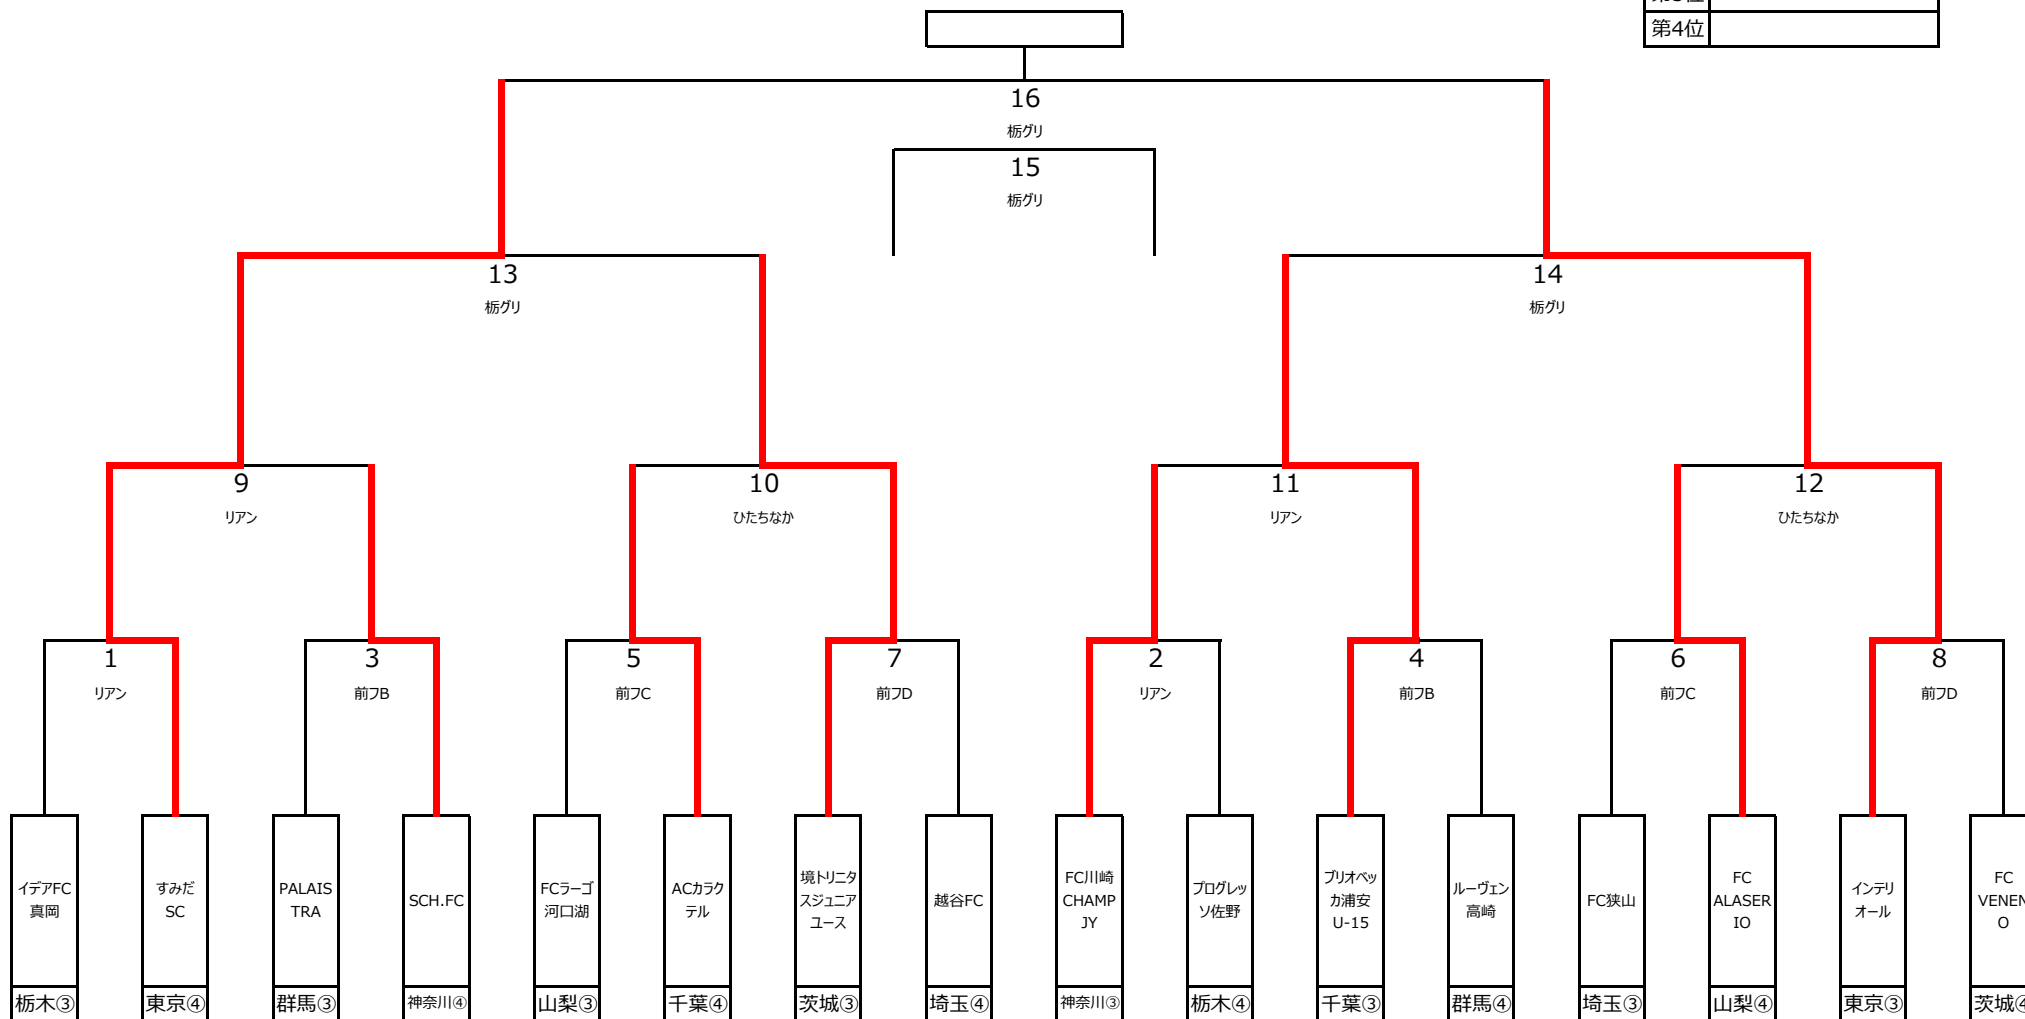 第4位
16
栃グリ
15
栃グリ
13
栃グリ
14
栃グリ
9
リアン
10
ひたちなか
11
リアン
12
ひたちなか
1
リアン
3
前フB
5
前フC
7
前フD
2
リアン
4
前フB
6
前フC
8
前フD
イデアFC
真岡
すみだ
SC
PALAIS
TRA
SCH.FC
FCラーゴ
河口湖
ACカラク
テル
境トリニタ
スジュニア
ユース
越谷FC
FC川崎
CHAMP
JY
プログレッ
ソ佐野
ブリオベッ
カ浦安
U-15
ルーヴェン
高崎
FC狭山
FC
ALASER
IO
インテリ
オール
FC
VENEN
O
栃木③
東京④
群馬③
神奈川④
山梨③
千葉④
茨城③
埼玉④
神奈川③
栃木④
千葉③
群馬④
埼玉③
山梨④
東京③
茨城④